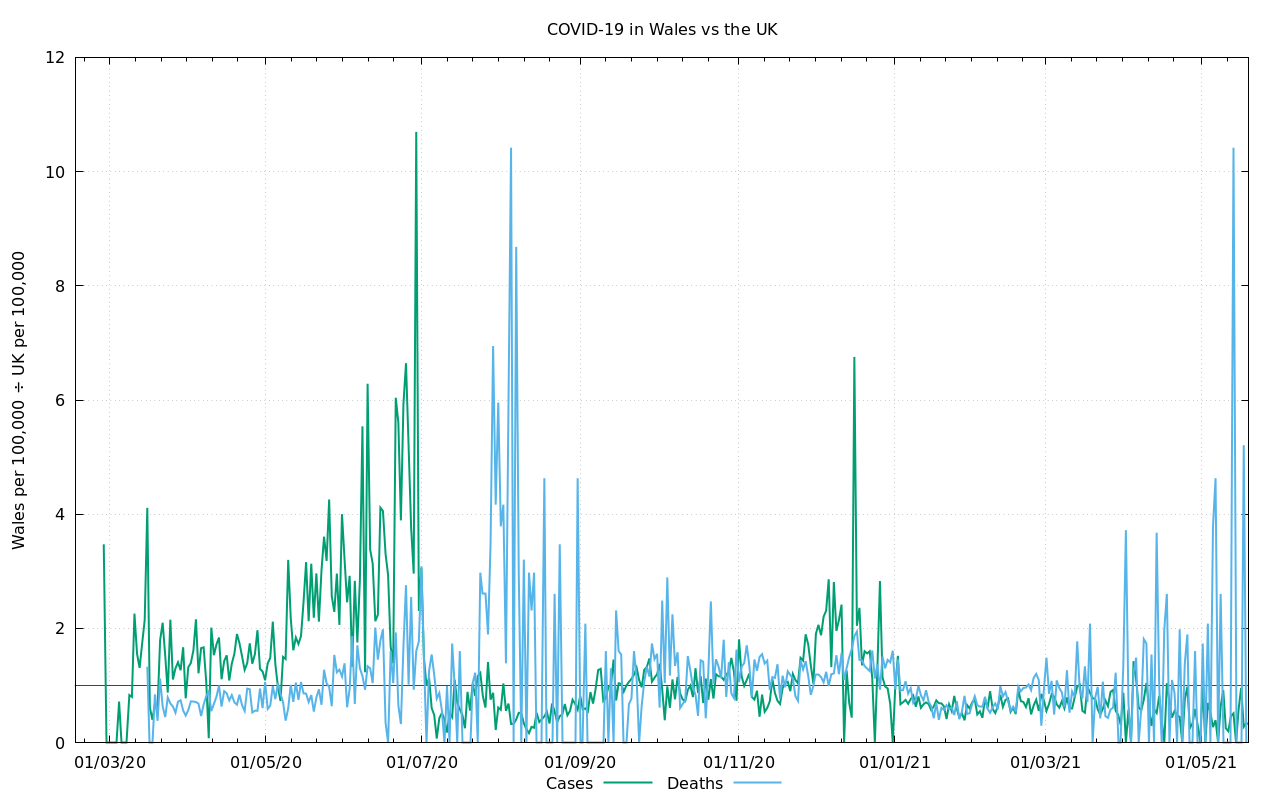 COVID-19 in Wales vs the UK
Wales per 100,000 ÷ UK per 100,000
12
10
8
6
4
2
0
01/03/20 01/05/20 01/07/20 01/09/20 01/11/20 01/01/21 01/03/21 01/05/21
Cases Deaths